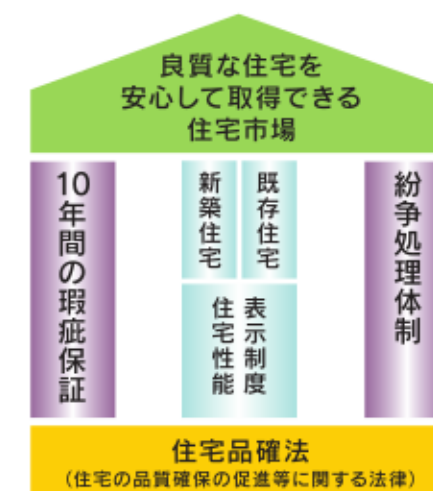 良質な住宅を
安心して取得できる
住宅市場
10年間の瑕疵保証
新築住宅
既存住宅
住宅性能
表示制度
紛争処理体制
住宅品確法
（住宅の品質確保の促進等に関する法律）